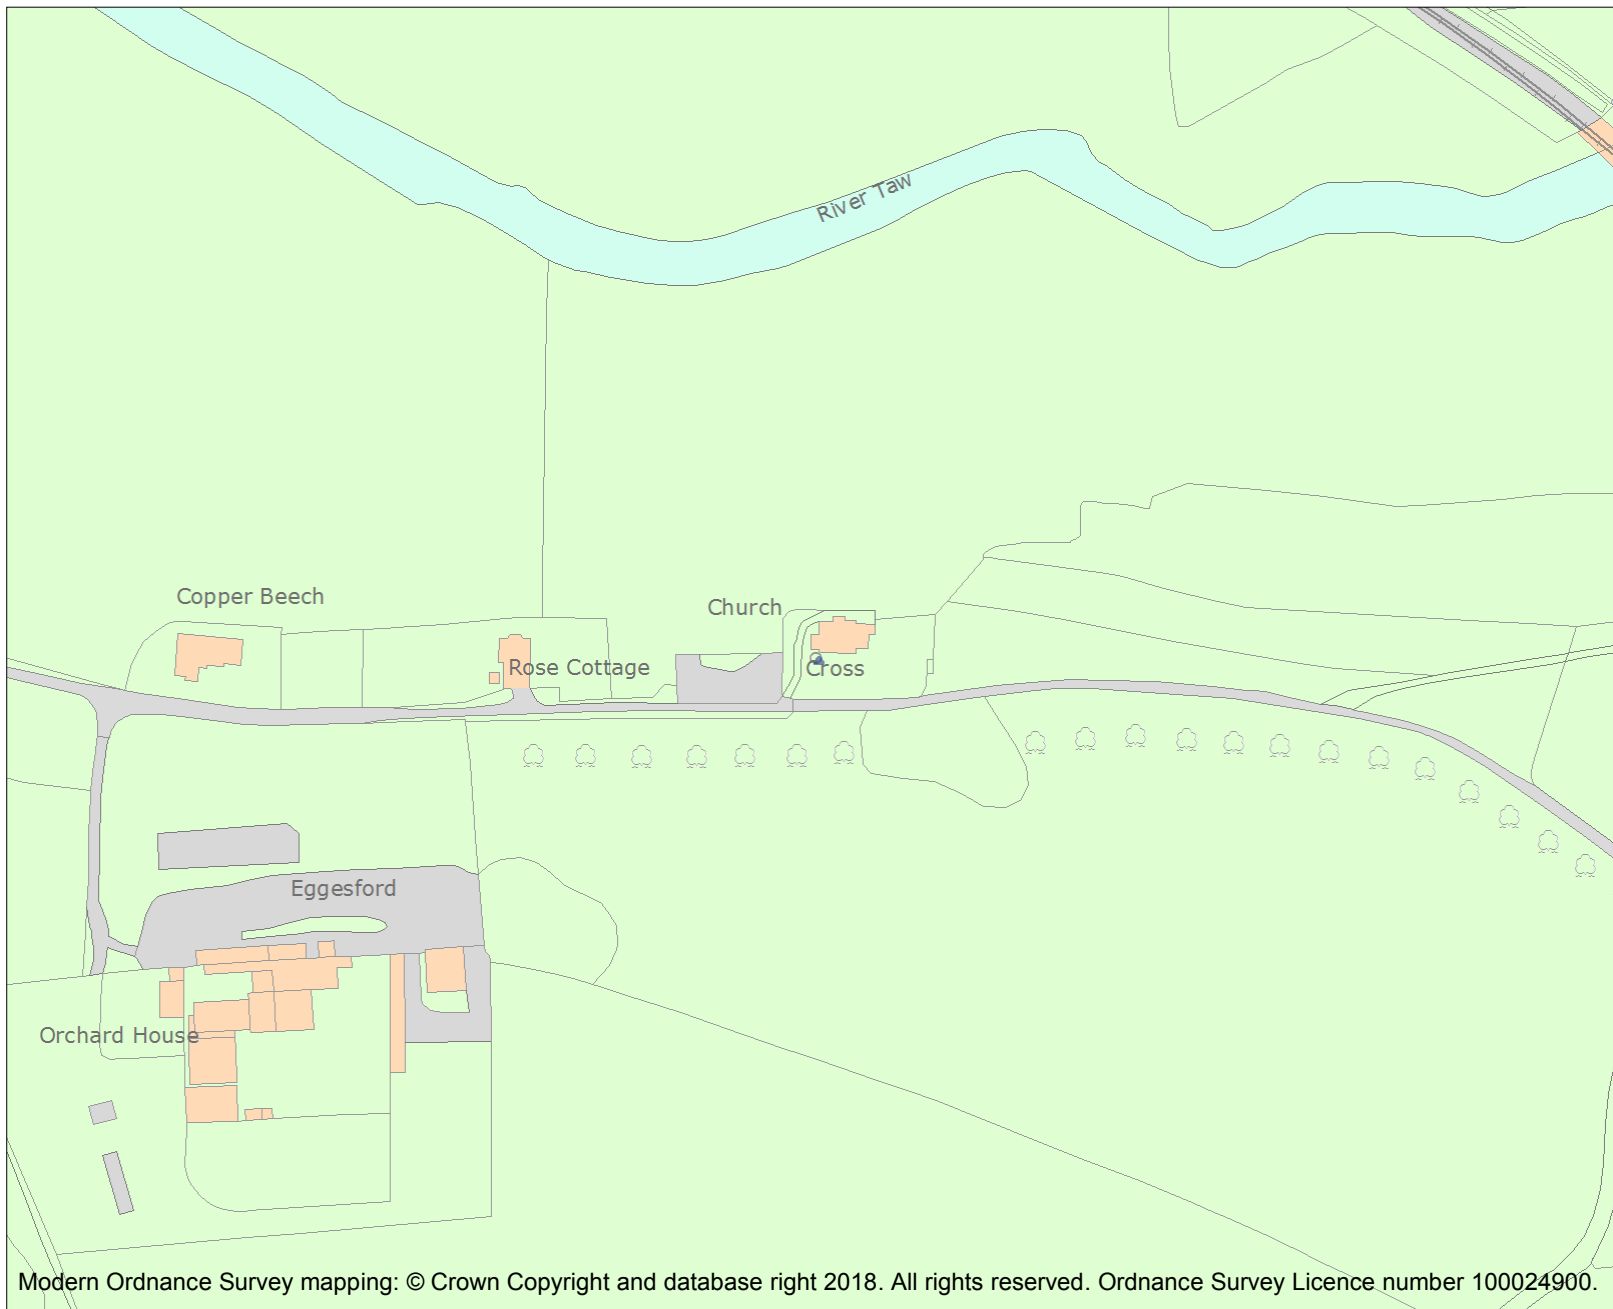 River Taw
Copper Beech
Church
Rose Cottage
Cross
Eggesford
Orchard House
Modern Ordnance Survey mapping: © Crown Copyright and database right 2018. All rights reserved. Ordnance Survey Licence number 100024900.